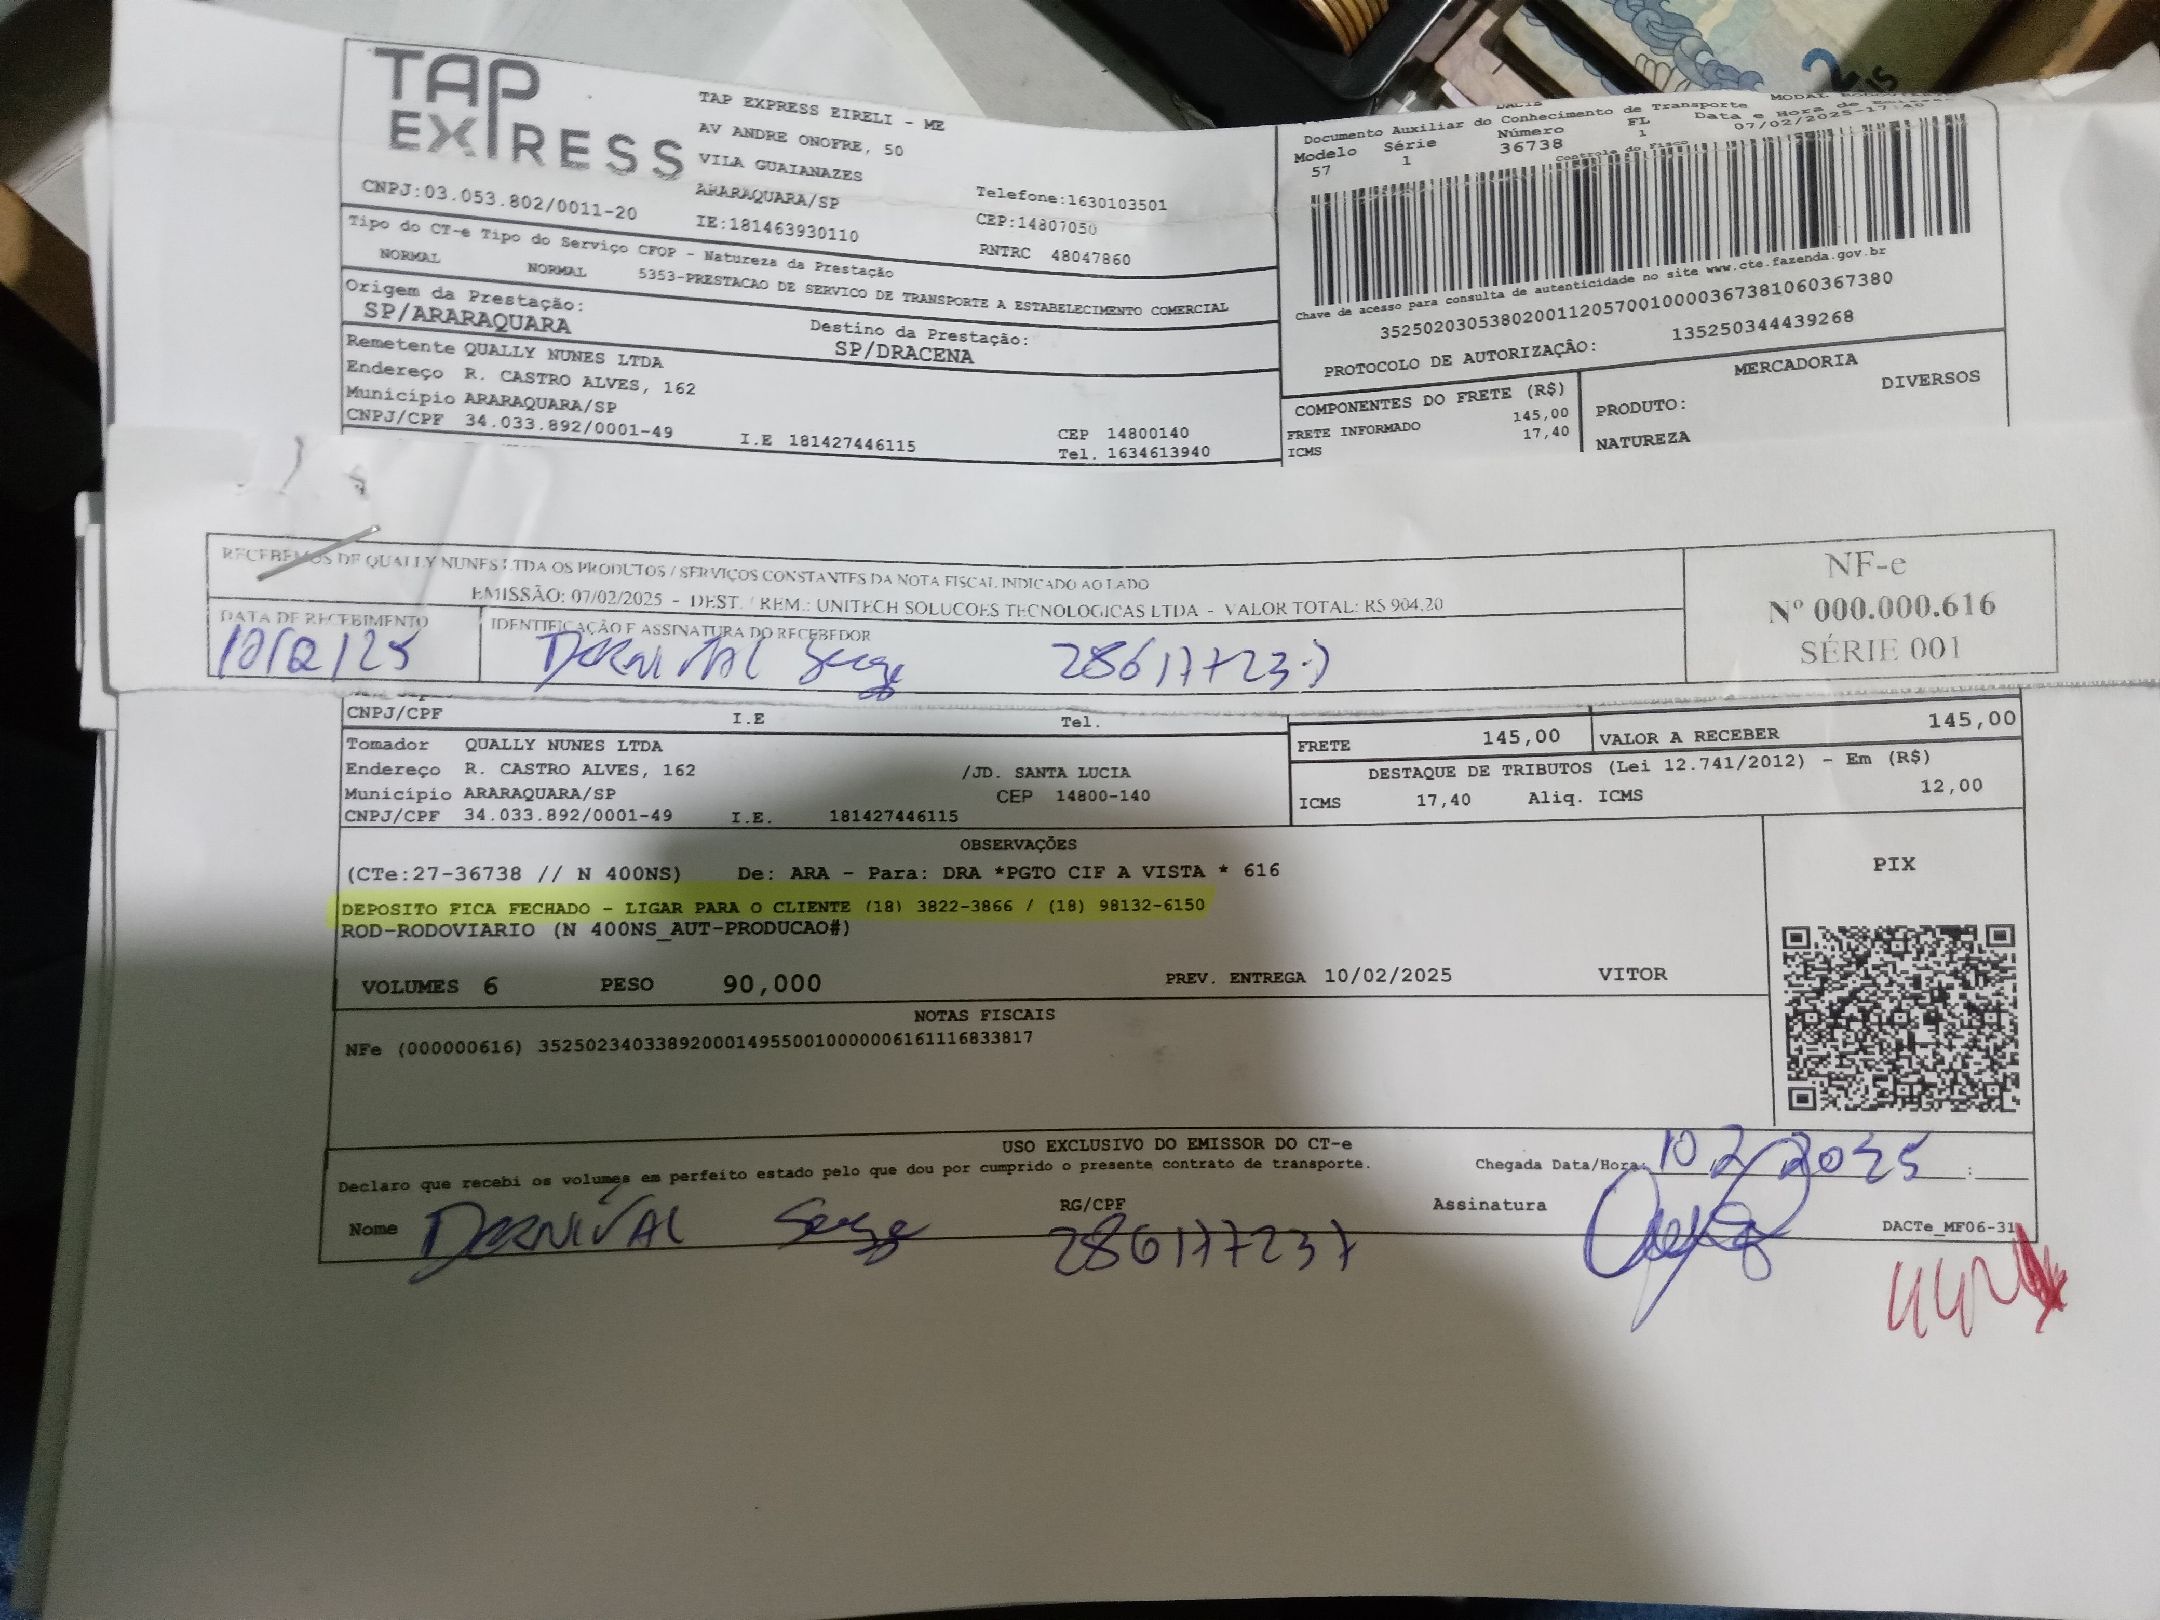 TAP
EXPRESS
TAP EXPRESS EIRELI - ME
AV ANDRE ONOFRE, 50
VILA GUAIANAZES
ARARAQUARA/SP
Telefone:1630103501
CNPJ:03.053.802/0011-20
IE:181463930110
CEP:14807050
RNTRC 48047860
DACTE
MODAL
Documento Auxiliar do Conhecimento de Transporte
Modelo Série Número FL Data e Hora de
57 1 36738 1 07/02/2025-17:40
Controle do Fisco
Chave de acesso para consulta de autenticidade no site www.cte.fazenda.gov.br
35250203053802001120570010000367381060367380
PROTOCOLO DE AUTORIZAÇÃO: 135250344439268
Tipo do CT-e Tipo do Serviço CFOP - Natureza da Prestação
NORMAL NORMAL 5353-PRESTACAO DE SERVICO DE TRANSPORTE A ESTABELECIMENTO COMERCIAL
Origem da Prestação: Destino da Prestação:
SP/ARARAQUARA SP/DRACENA
Remetente QUALLY NUNES LTDA
Endereço R. CASTRO ALVES, 162
Município ARARAQUARA/SP CEP 14800140
CNPJ/CPF 34.033.892/0001-49 I.E 181427446115 Tel. 1634613940
COMPONENTES DO FRETE (R$)
FRETE INFORMADO 145,00
ICMS 17,40
MERCADORIA
PRODUTO: DIVERSOS
NATUREZA
RECEBEMOS DE QUALLY NUNES LTDA OS PRODUTOS / SERVIÇOS CONSTANTES DA NOTA FISCAL INDICADO AO LADO
EMISSÃO: 07/02/2025 - DEST. / REM.: UNITECH SOLUCOES TECNOLOGICAS LTDA - VALOR TOTAL: R$ 904,20
DATA DE RECEBIMENTO IDENTIFICAÇÃO E ASSINATURA DO RECEBEDOR
10/02/25 DERNIVAL 286177237
NF-e
Nº 000.000.616
SÉRIE 001
CNPJ/CPF I.E Tel.
Tomador QUALLY NUNES LTDA
Endereço R. CASTRO ALVES, 162 /JD. SANTA LUCIA
Município ARARAQUARA/SP CEP 14800-140
CNPJ/CPF 34.033.892/0001-49 I.E. 181427446115
FRETE 145,00 VALOR A RECEBER 145,00
DESTAQUE DE TRIBUTOS (Lei 12.741/2012) - Em (R$)
ICMS 17,40 Aliq. ICMS 12,00
OBSERVAÇÕES
(CTe:27-36738 // N 400NS) De: ARA - Para: DRA *PGTO CIF A VISTA * 616
DEPOSITO FICA FECHADO - LIGAR PARA O CLIENTE (18) 3822-3866 / (18) 98132-6150
ROD-RODOVIARIO (N 400NS_AUT-PRODUCAO#)
VOLUMES 6 PESO 90,000 PREV. ENTREGA 10/02/2025 VITOR
PIX
NOTAS FISCAIS
NFe (000000616) 35250234033892000149550010000006161116833817
USO EXCLUSIVO DO EMISSOR DO CT-e
Declaro que recebi os volumes em perfeito estado pelo que dou por cumprido o presente contrato de transporte.
Chegada Data/Hora: 10 2 2025 :
Nome DERNIVAL RG/CPF 286177237 Assinatura
DACTe_MF06-31